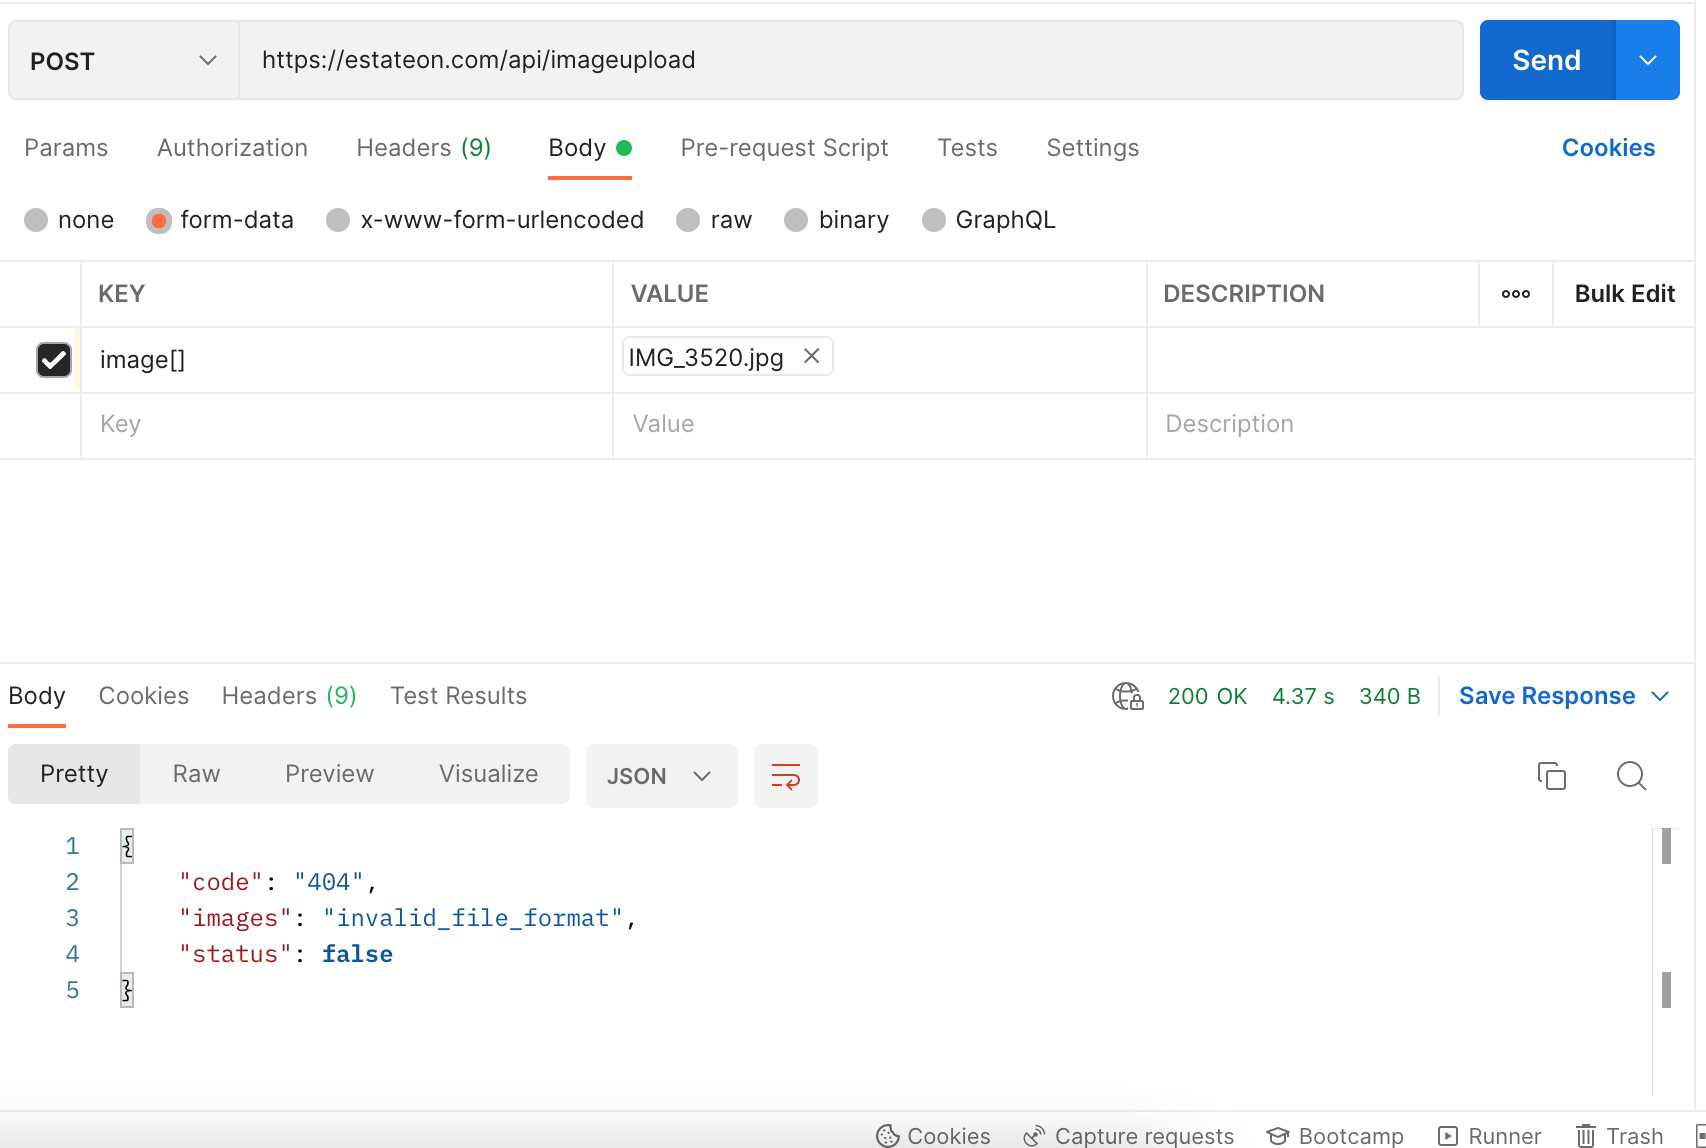 POST https://estateon.com/api/imageupload Send
Params Authorization Headers (9) Body Pre-request Script Tests Settings Cookies
none form-data x-www-form-urlencoded raw binary GraphQL
KEY VALUE DESCRIPTION ooo Bulk Edit
image[] IMG_3520.jpg
Key Value Description
Body Cookies Headers (9) Test Results 200 OK 4.37 s 340 B Save Response
Pretty Raw Preview Visualize JSON
1 {
2 "code": "404",
3 "images": "invalid_file_format",
4 "status": false
5 }
Cookies Capture requests Bootcamp Runner Trash